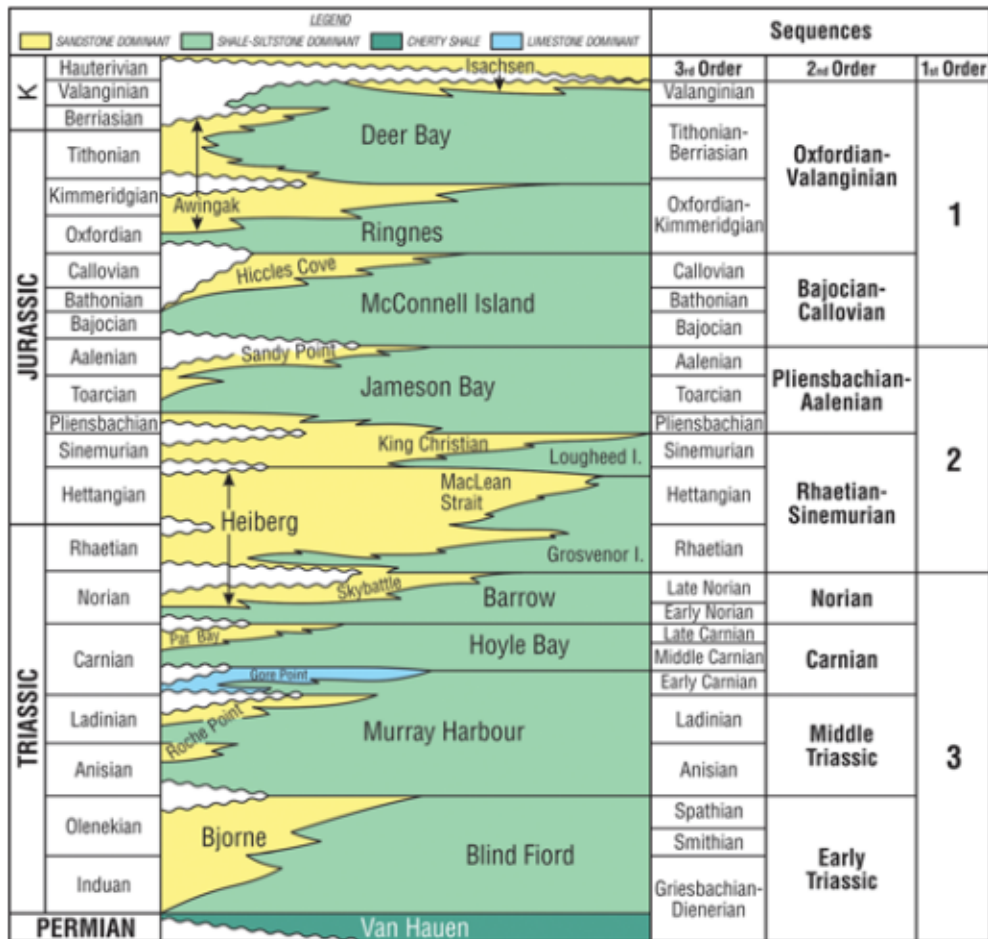 LEGEND
SANDSTONE DOMINANT
SHALE-SILTSTONE DOMINANT
CHERTY SHALE
LIMESTONE DOMINANT
Sequences
3rd Order
2nd Order
1st Order
K
JURASSIC
TRIASSIC
PERMIAN
Hauterivian
Valanginian
Berriasian
Tithonian
Kimmeridgian
Oxfordian
Callovian
Bathonian
Bajocian
Aalenian
Toarcian
Pliensbachian
Sinemurian
Hettangian
Rhaetian
Norian
Carnian
Ladinian
Anisian
Olenekian
Induan
Isachsen
Deer Bay
Awingak
Ringnes
Hiccles Cove
McConnell Island
Sandy Point
Jameson Bay
King Christian
Lougheed I.
MacLean
Strait
Heiberg
Grosvenor I.
Skybattle
Barrow
Pat Bay
Hoyle Bay
Gore Point
Roche Point
Murray Harbour
Bjorne
Blind Fiord
Van Hauen
Valanginian
Tithonian-
Berriasian
Oxfordian-
Kimmeridgian
Callovian
Bathonian
Bajocian
Aalenian
Toarcian
Pliensbachian
Sinemurian
Hettangian
Rhaetian
Late Norian
Early Norian
Late Carnian
Middle Carnian
Early Carnian
Ladinian
Anisian
Spathian
Smithian
Griesbachian-
Dienerian
Oxfordian-
Valanginian
Bajocian-
Callovian
Pliensbachian-
Aalenian
Rhaetian-
Sinemurian
Norian
Carnian
Middle
Triassic
Early
Triassic
1
2
3